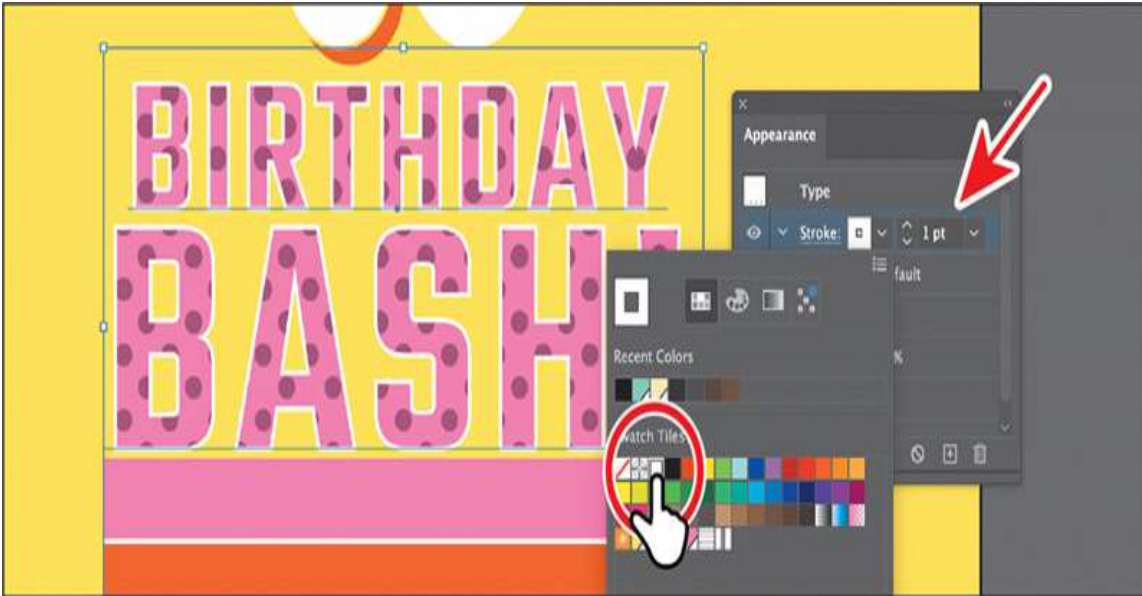 BIRTHDAY
BASH!
Appearance
Type
Stroke: 1 pt
fault
Recent Colors
%
watch Tiles